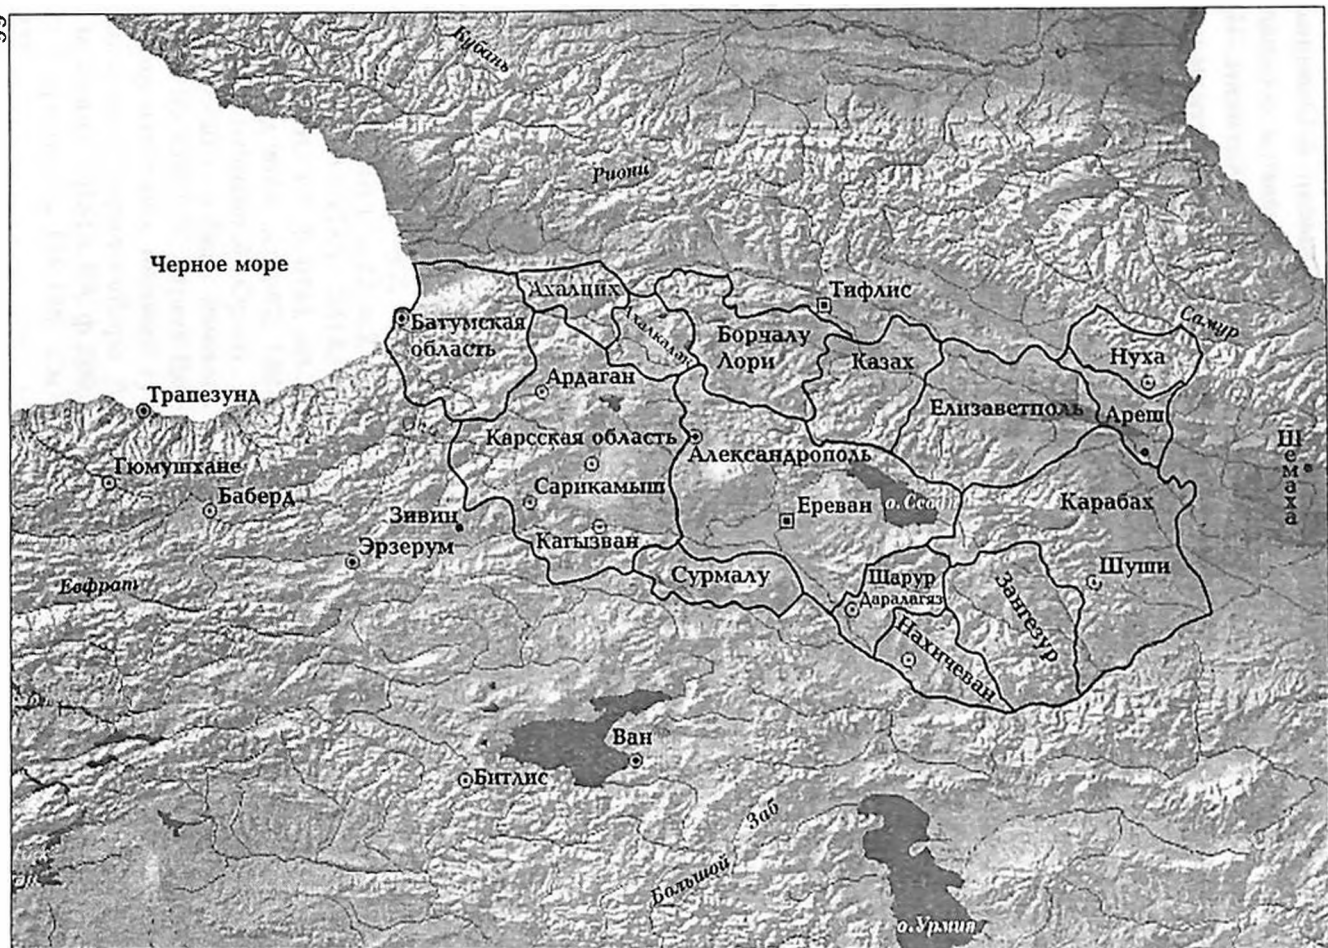 99
Кубань
Риони
Черное море
Ахалцих
Тифлис
Батумская
область
Ахалкалак
Борчалу
Лори
Казах
Самур
Нуха
Ардаган
Трапезунд
Елизаветполь
Ареш
Карсская область
Александрополь
Шемаха
Гюмушхане
Баберд
Сарикамыш
Ереван
Карабах
Зивин
Кагызван
Эрзерум
Сурмалу
Шарур
Даралагяз
Зангезур
Шуши
Евфрат
Нахичеван
Ван
Битлис
Большой Заб
о.Урмия